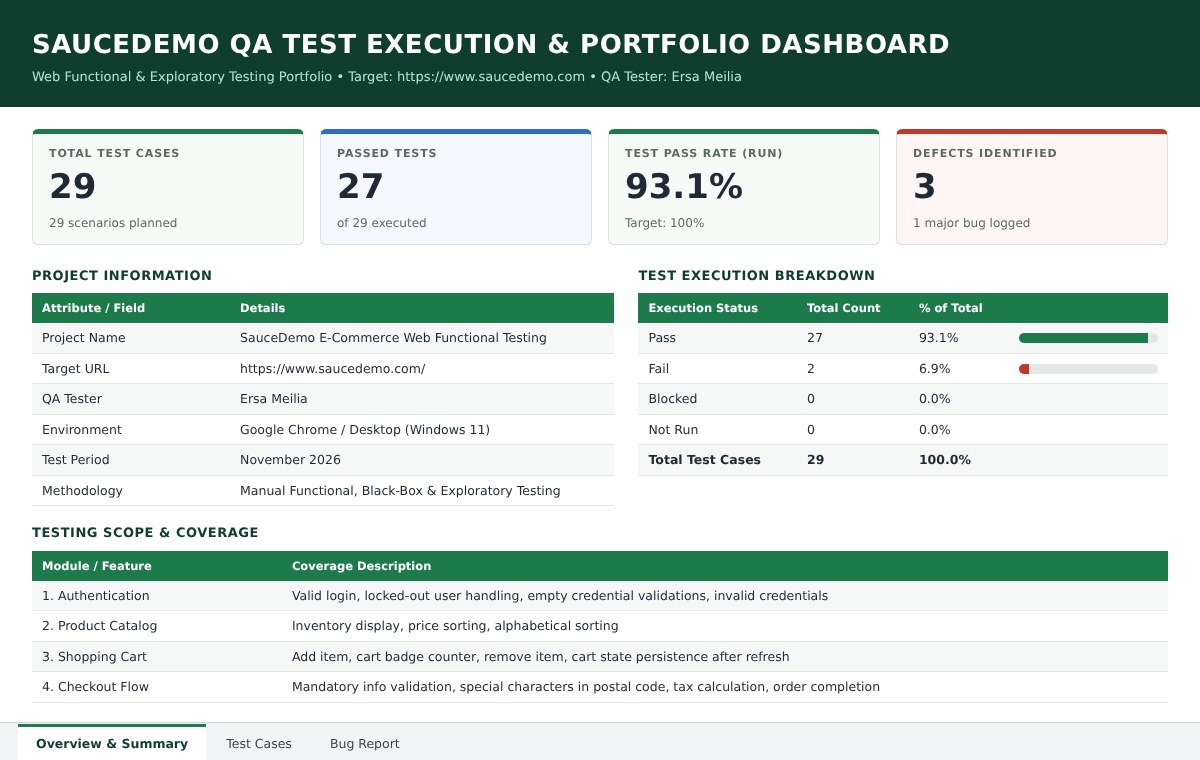 SAUCEDEMO QA TEST EXECUTION & PORTFOLIO DASHBOARD
Web Functional & Exploratory Testing Portfolio • Target: https://www.saucedemo.com • QA Tester: Ersa Meilia
TOTAL TEST CASES
29
29 scenarios planned
PASSED TESTS
27
of 29 executed
TEST PASS RATE (RUN)
93.1%
Target: 100%
DEFECTS IDENTIFIED
3
1 major bug logged
PROJECT INFORMATION
Attribute / Field Details
Project Name SauceDemo E-Commerce Web Functional Testing
Target URL https://www.saucedemo.com/
QA Tester Ersa Meilia
Environment Google Chrome / Desktop (Windows 11)
Test Period November 2026
Methodology Manual Functional, Black-Box & Exploratory Testing
TEST EXECUTION BREAKDOWN
Execution Status Total Count % of Total
Pass 27 93.1%
Fail 2 6.9%
Blocked 0 0.0%
Not Run 0 0.0%
Total Test Cases 29 100.0%
TESTING SCOPE & COVERAGE
Module / Feature Coverage Description
1. Authentication Valid login, locked-out user handling, empty credential validations, invalid credentials
2. Product Catalog Inventory display, price sorting, alphabetical sorting
3. Shopping Cart Add item, cart badge counter, remove item, cart state persistence after refresh
4. Checkout Flow Mandatory info validation, special characters in postal code, tax calculation, order completion
Overview & Summary Test Cases Bug Report